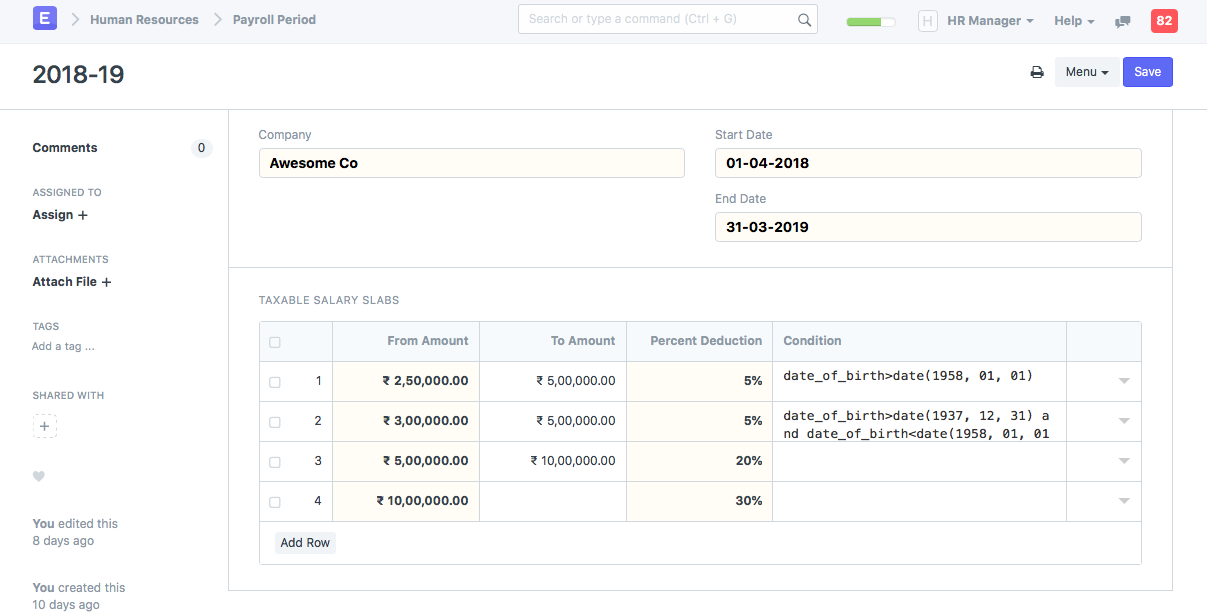 E Human Resources Payroll Period Search or type a command (Ctrl + G) H HR Manager Help 82
2018-19 Menu Save
Comments 0
ASSIGNED TO
Assign +
ATTACHMENTS
Attach File +
TAGS
Add a tag ...
SHARED WITH
+
You edited this
8 days ago
You created this
10 days ago
Company
Awesome Co
Start Date
01-04-2018
End Date
31-03-2019
TAXABLE SALARY SLABS
From Amount To Amount Percent Deduction Condition
1 ₹ 2,50,000.00 ₹ 5,00,000.00 5% date_of_birth>date(1958, 01, 01)
2 ₹ 3,00,000.00 ₹ 5,00,000.00 5% date_of_birth>date(1937, 12, 31) a
nd date_of_birth<date(1958, 01, 01
3 ₹ 5,00,000.00 ₹ 10,00,000.00 20%
4 ₹ 10,00,000.00 30%
Add Row